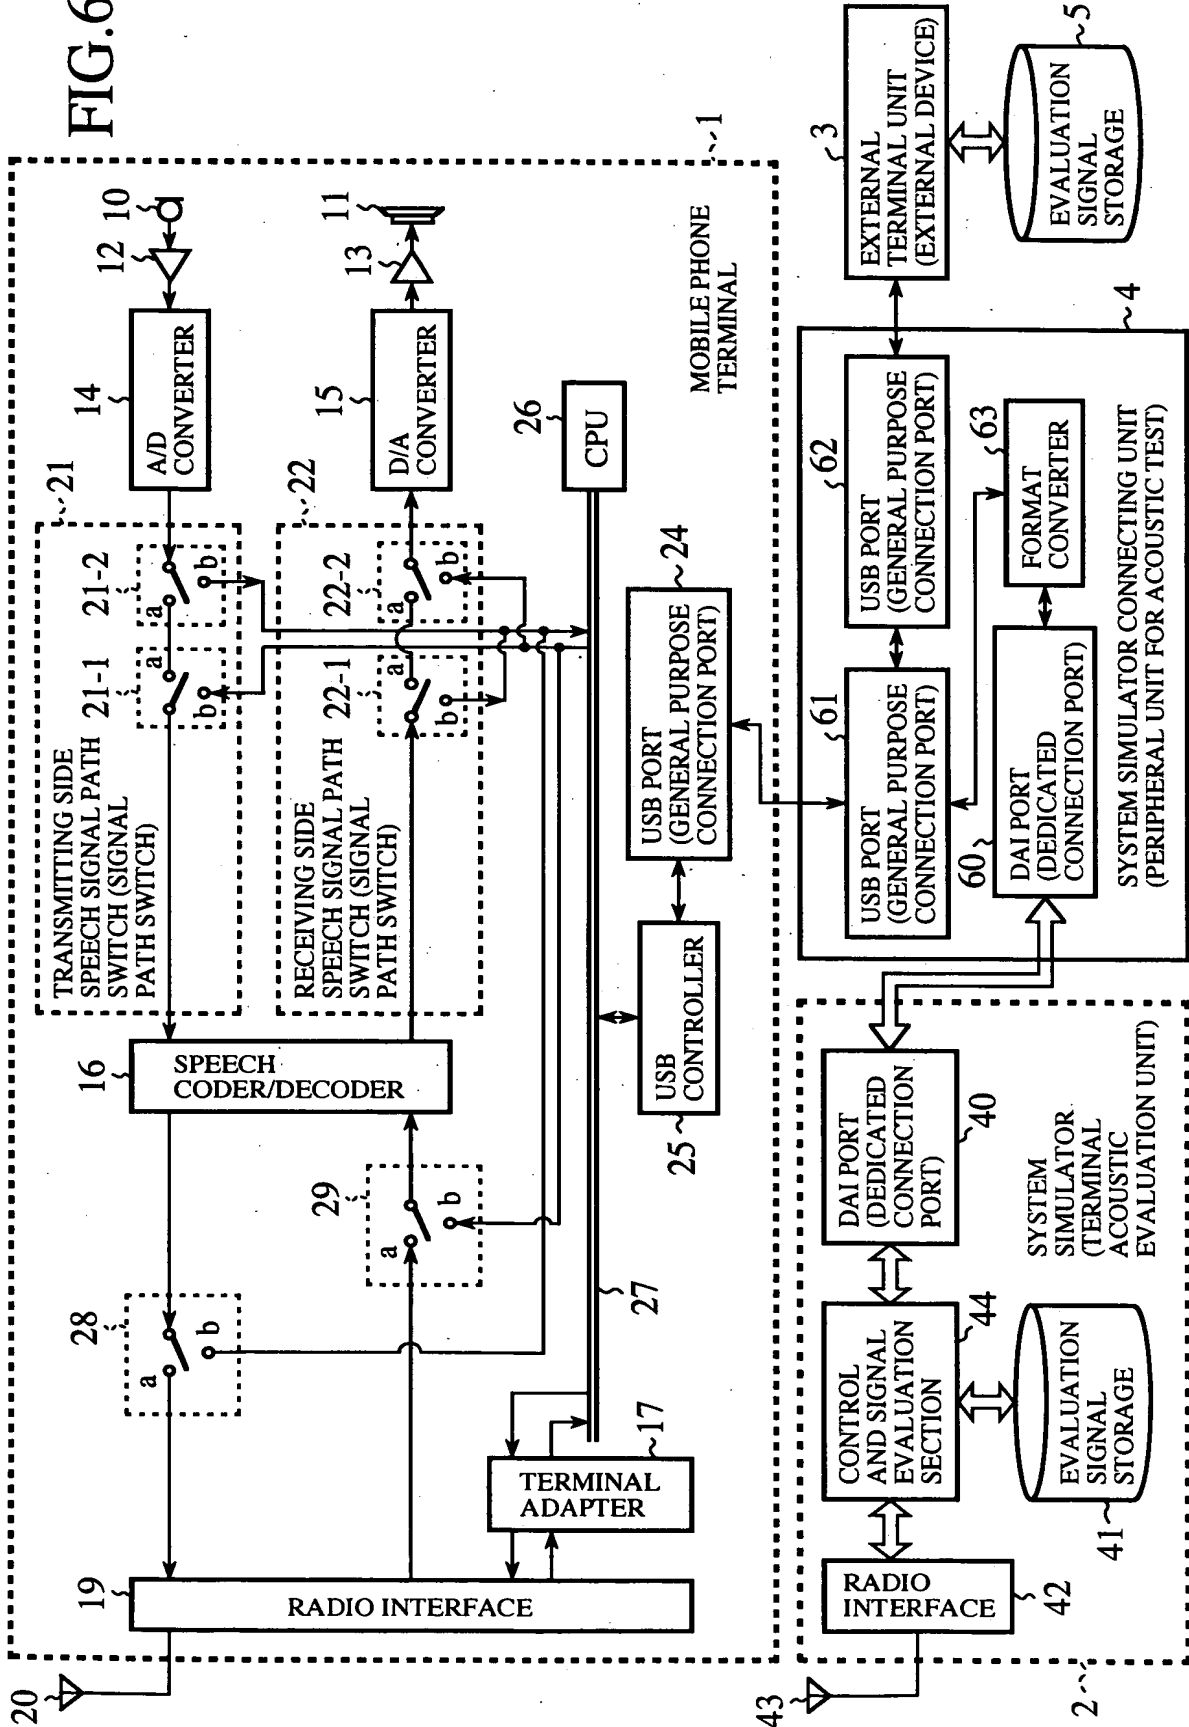 FIG.6
1
10
12
14
A/D
CONVERTER
11
13
15
D/A
CONVERTER
21
21-2
a
b
21-1
a
b
TRANSMITTING SIDE
SPEECH SIGNAL PATH
SWITCH (SIGNAL
PATH SWITCH)
22
22-2
a
b
22-1
a
b
RECEIVING SIDE
SPEECH SIGNAL PATH
SWITCH (SIGNAL
PATH SWITCH)
26
CPU
MOBILE PHONE
TERMINAL
24
USB PORT
(GENERAL PURPOSE
CONNECTION PORT)
25
USB
CONTROLLER
16
SPEECH
CODER/DECODER
28
a
b
29
a
b
27
17
TERMINAL
ADAPTER
19
RADIO INTERFACE
20
3
EXTERNAL
TERMINAL UNIT
(EXTERNAL DEVICE)
5
EVALUATION
SIGNAL
STORAGE
4
62
USB PORT
(GENERAL PURPOSE
CONNECTION PORT)
61
USB PORT
(GENERAL PURPOSE
CONNECTION PORT)
63
FORMAT
CONVERTER
60
DAI PORT
(DEDICATED
CONNECTION PORT)
SYSTEM SIMULATOR CONNECTING UNIT
(PERIPHERAL UNIT FOR ACOUSTIC TEST)
40
DAI PORT
(DEDICATED
CONNECTION
PORT)
SYSTEM
SIMULATOR
(TERMINAL
ACOUSTIC
EVALUATION UNIT)
44
CONTROL
AND SIGNAL
EVALUATION
SECTION
41
EVALUATION
SIGNAL
STORAGE
42
RADIO
INTERFACE
43
2